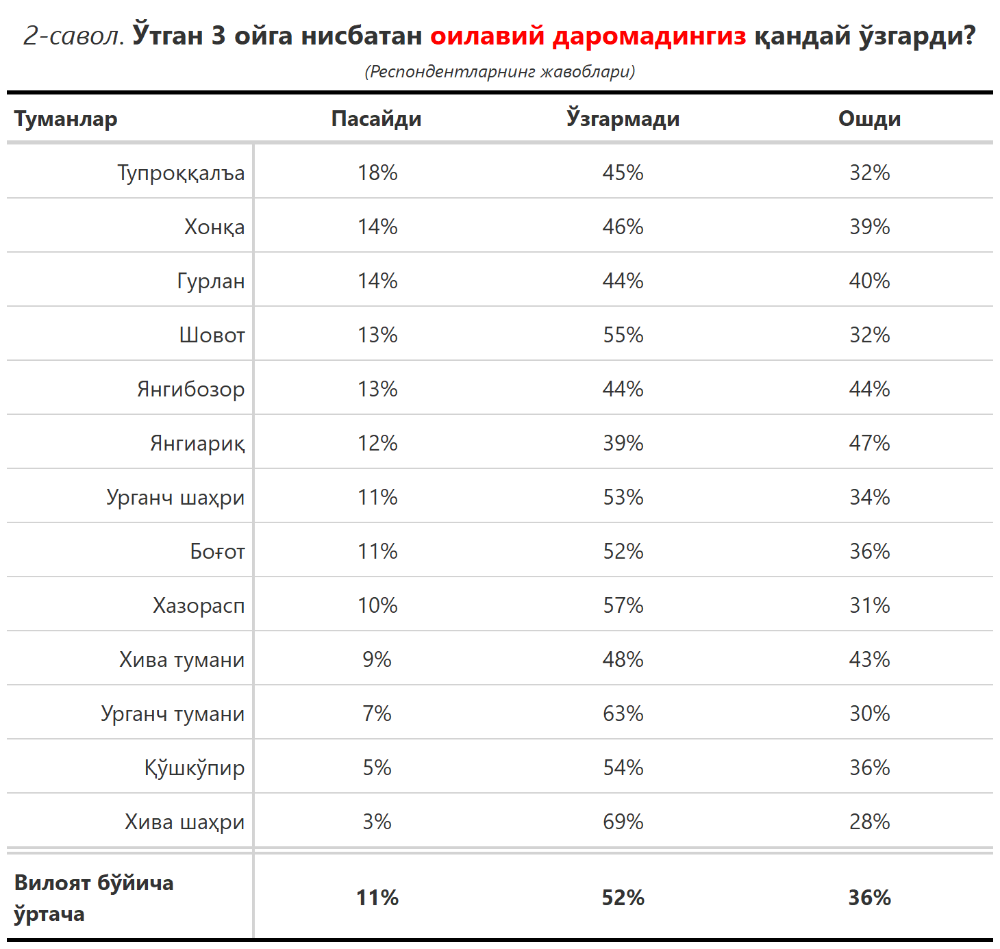 2-савол. Ўтган 3 ойга нисбатан оилавий даромадингиз қандай ўзгарди?
(Респондентларнинг жавоблари)
Туманлар Пасайди Ўзгармади Ошди
Тупроққалъа 18% 45% 32%
Хонқа 14% 46% 39%
Гурлан 14% 44% 40%
Шовот 13% 55% 32%
Янгибозор 13% 44% 44%
Янгиариқ 12% 39% 47%
Урганч шаҳри 11% 53% 34%
Боғот 11% 52% 36%
Хазорасп 10% 57% 31%
Хива тумани 9% 48% 43%
Урганч тумани 7% 63% 30%
Қўшкўпир 5% 54% 36%
Хива шаҳри 3% 69% 28%
Вилоят бўйича
ўртача 11% 52% 36%